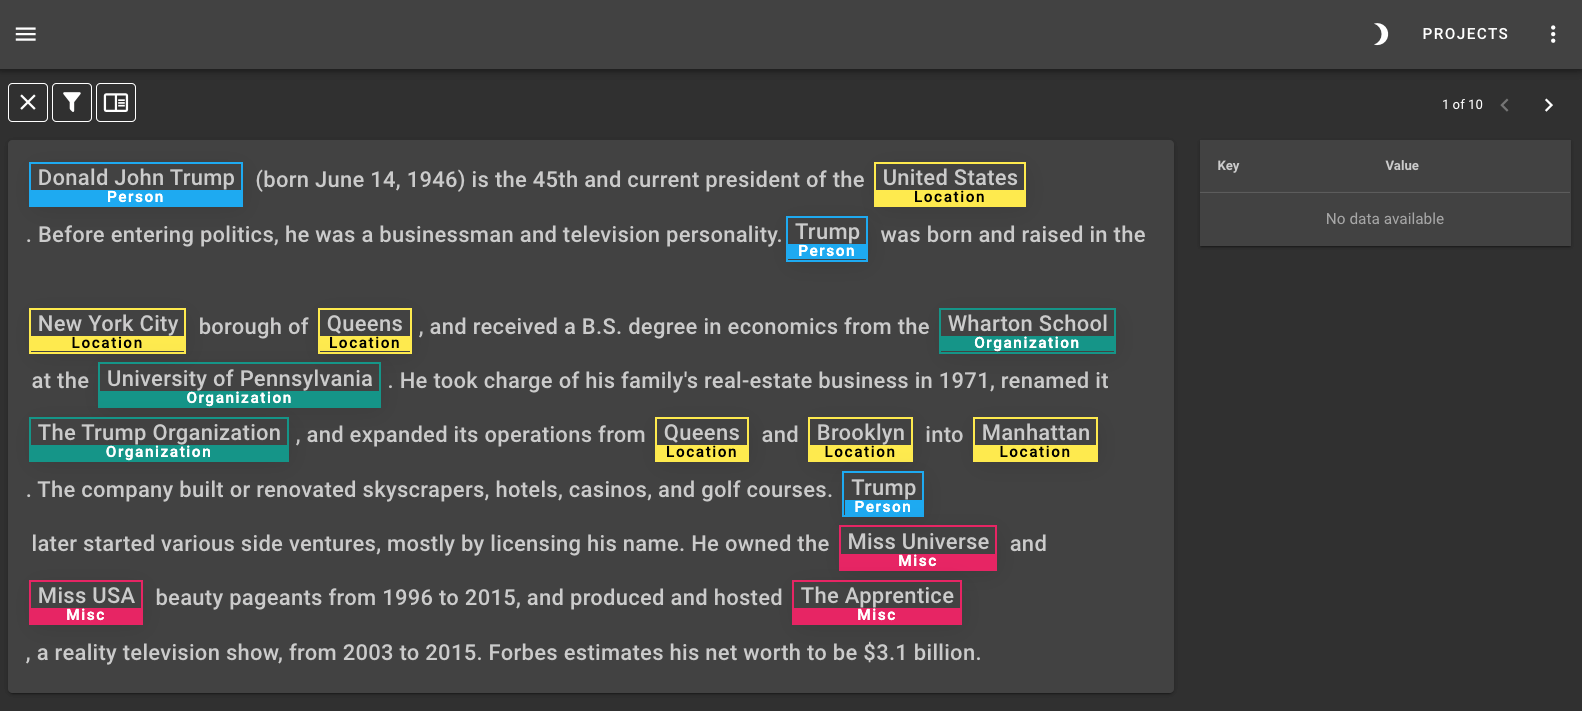 PROJECTS
1 of 10
Donald John Trump (born June 14, 1946) is the 45th and current president of the United States
Person Location
. Before entering politics, he was a businessman and television personality. Trump was born and raised in the
Person
New York City borough of Queens , and received a B.S. degree in economics from the Wharton School
Location Location Organization
at the University of Pennsylvania . He took charge of his family's real-estate business in 1971, renamed it
Organization
The Trump Organization , and expanded its operations from Queens and Brooklyn into Manhattan
Organization Location Location Location
. The company built or renovated skyscrapers, hotels, casinos, and golf courses. Trump
Person
later started various side ventures, mostly by licensing his name. He owned the Miss Universe and
Misc
Miss USA beauty pageants from 1996 to 2015, and produced and hosted The Apprentice
Misc Misc
, a reality television show, from 2003 to 2015. Forbes estimates his net worth to be $3.1 billion.
Key Value
No data available